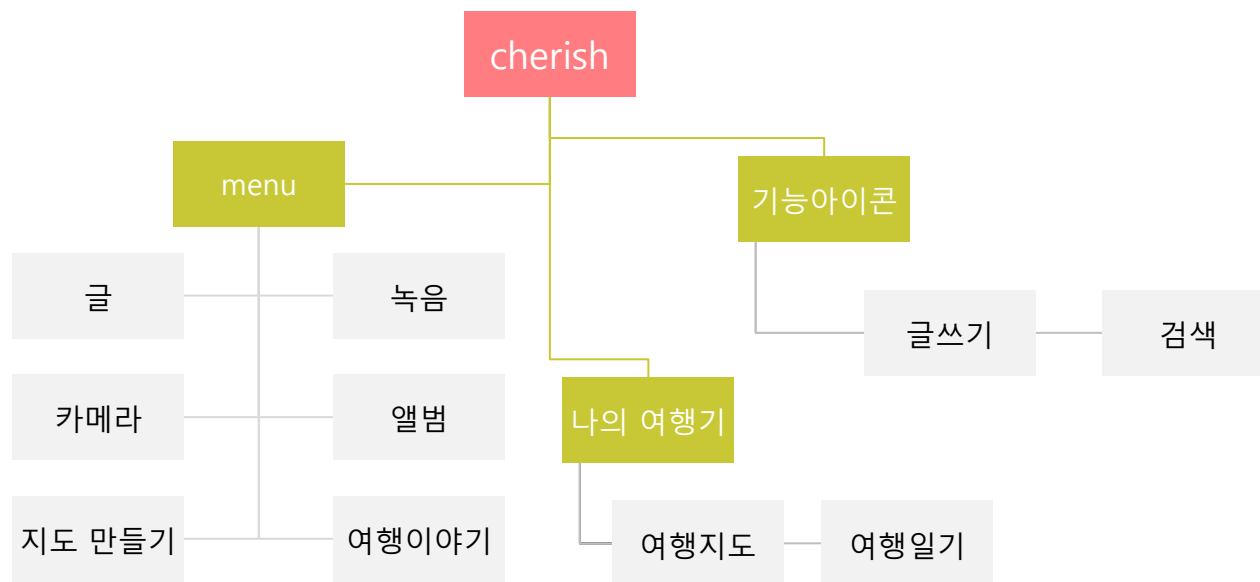 cherish
menu
기능아이콘
글
녹음
글쓰기
검색
카메라
앨범
나의 여행기
지도 만들기
여행이야기
여행지도
여행일기